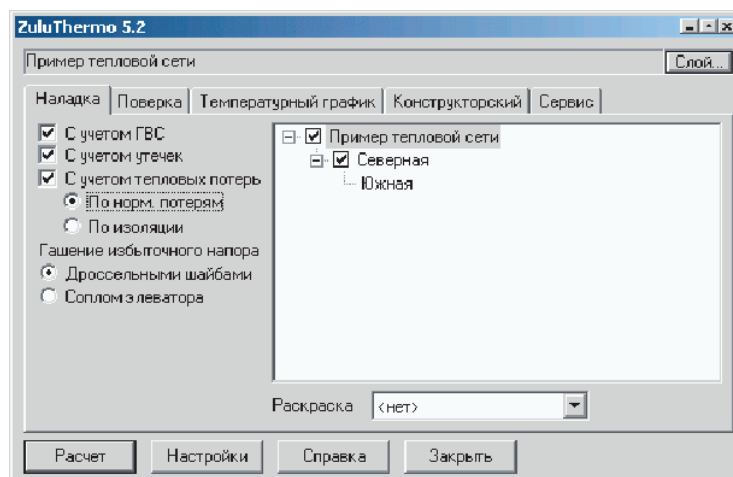 ZuluThermo 5.2
Пример тепловой сети
Слой...
Наладка Поверка Температурный график Конструкторский Сервис
С учетом ГВС
С учетом утечек
С учетом тепловых потерь
По норм. потерям
По изоляции
Гашение избыточного напора
Дроссельными шайбами
Соплом элеватора
Пример тепловой сети
Северная
Южная
Раскраска <нет>
Расчет Настройки Справка Закрыть